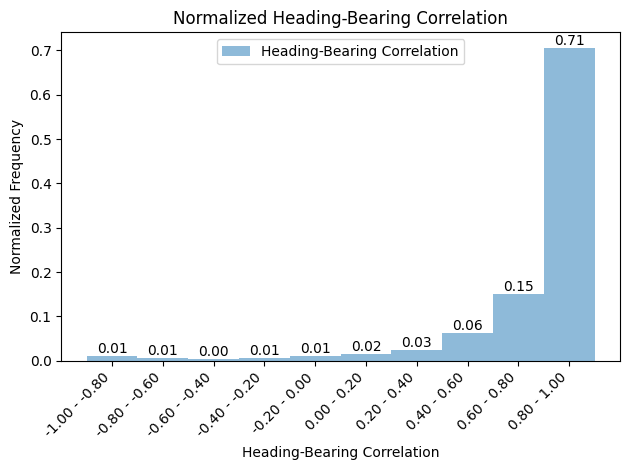 Normalized Heading-Bearing Correlation
Heading-Bearing Correlation
Normalized Frequency
0.7
0.6
0.5
0.4
0.3
0.2
0.1
0.0
0.01
0.01
0.00
0.01
0.01
0.02
0.03
0.06
0.15
0.71
-1.00 - -0.80
-0.80 - -0.60
-0.60 - -0.40
-0.40 - -0.20
-0.20 - 0.00
0.00 - 0.20
0.20 - 0.40
0.40 - 0.60
0.60 - 0.80
0.80 - 1.00
Heading-Bearing Correlation